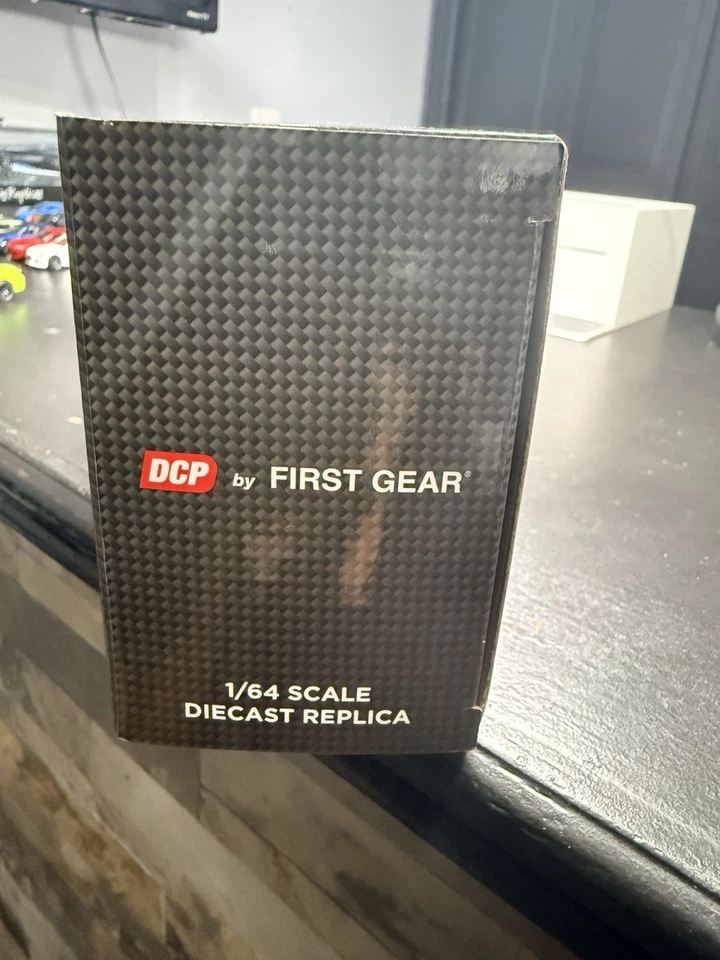 DCP by FIRST GEAR®
1/64 SCALE
DIECAST REPLICA